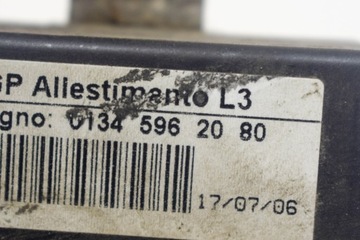 GP Allestimento L3
gno: 0134 596 20 80
17/07/06